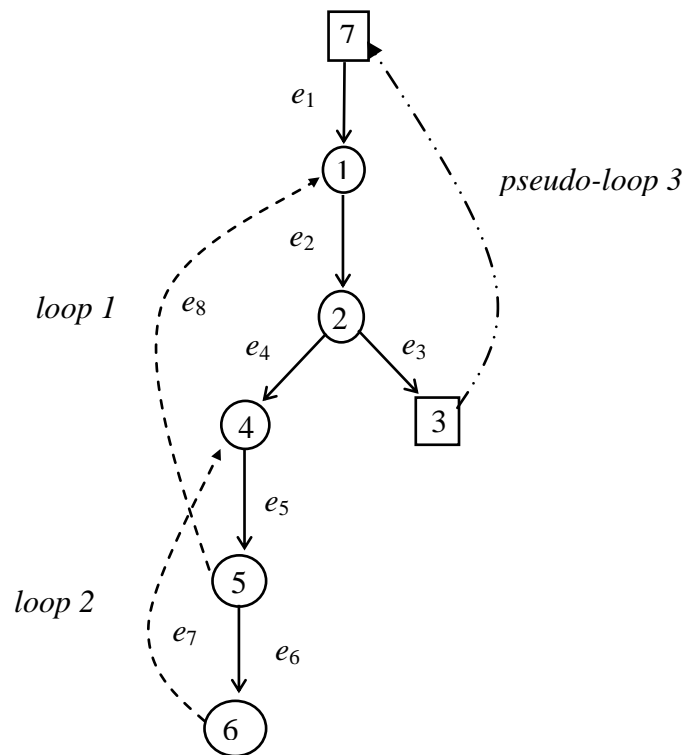 7
e₁
1
pseudo-loop 3
e₂
loop 1
e₈
2
e₄
e₃
4
3
e₅
5
loop 2
e₇
e₆
6